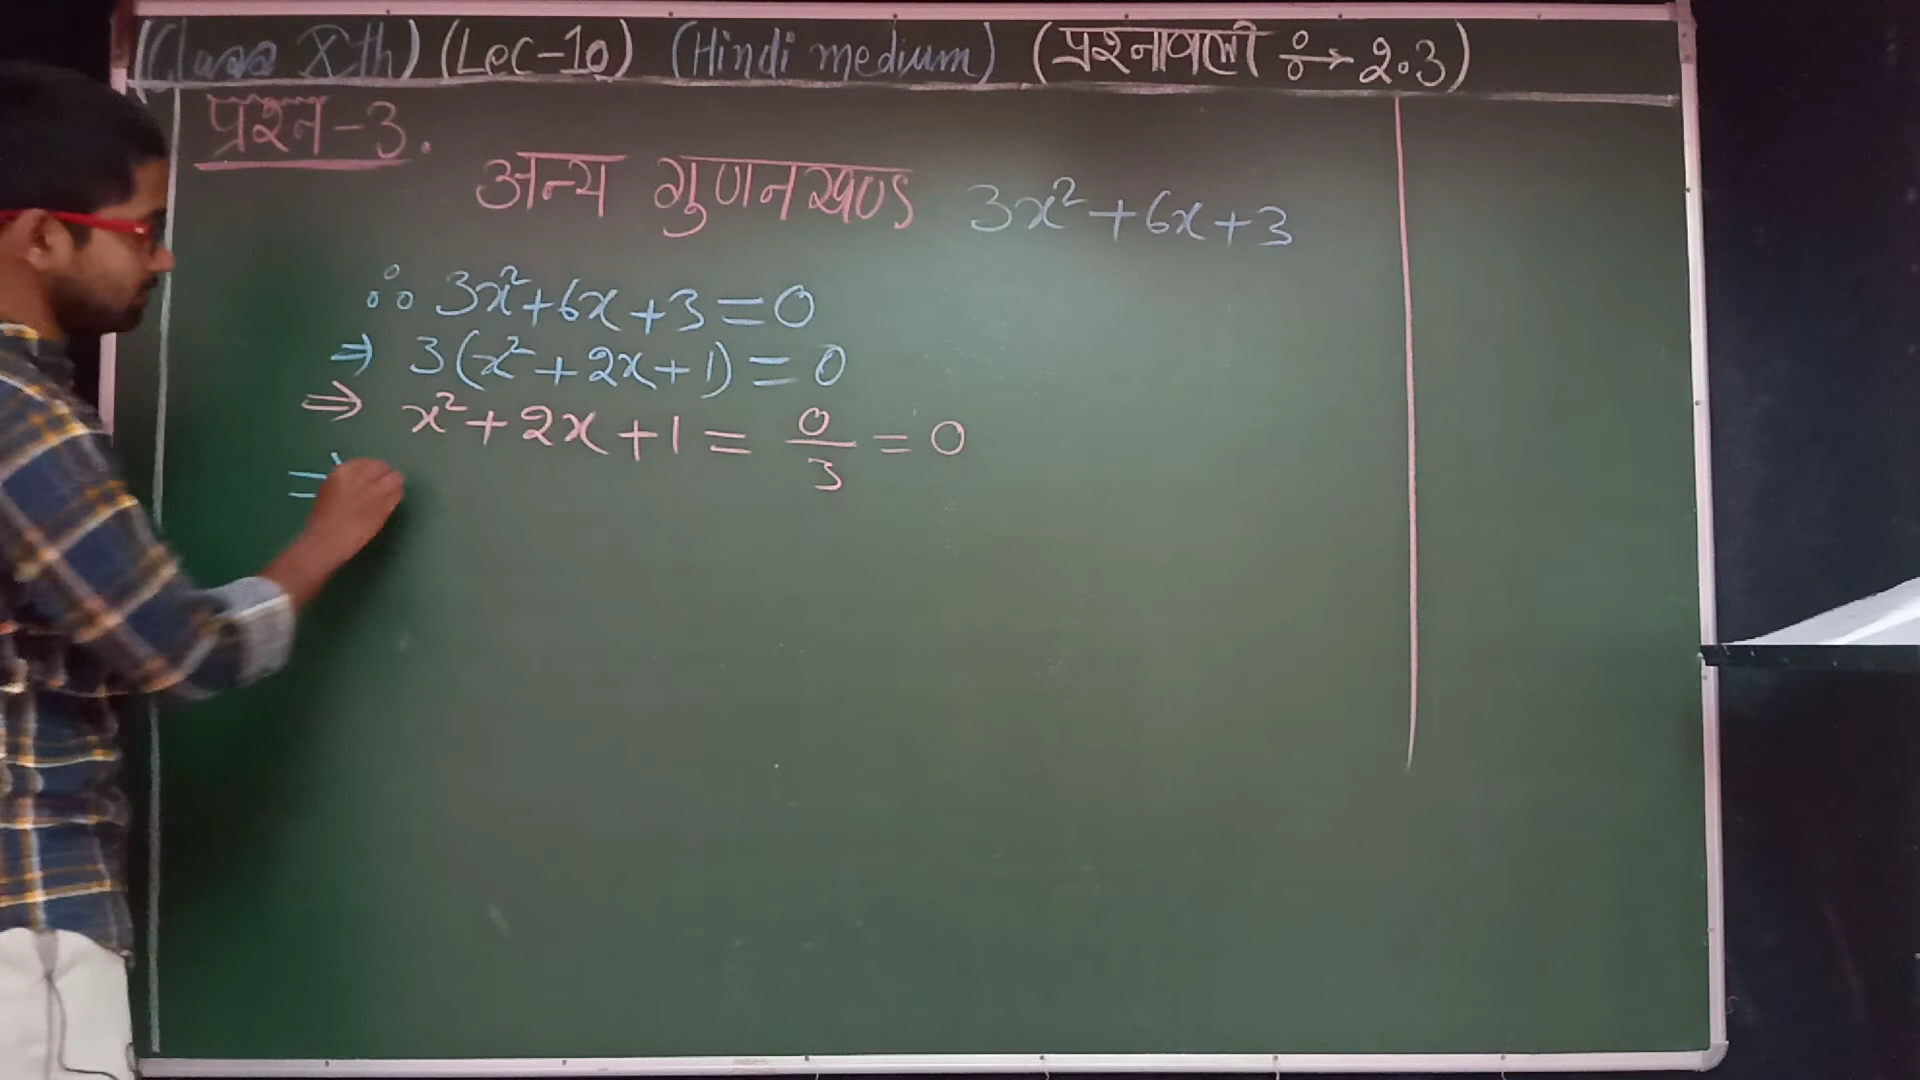 (Class Xth) (Lec-10) (Hindi medium) (प्रश्नावली ÷→ 2.3)
प्रश्न-3.
अन्य गुणनखण्ड 3x²+6x+3
∴ 3x²+6x+3=0
⇒ 3(x²+2x+1)=0
⇒ x²+2x+1 = 0/3 = 0
⇒